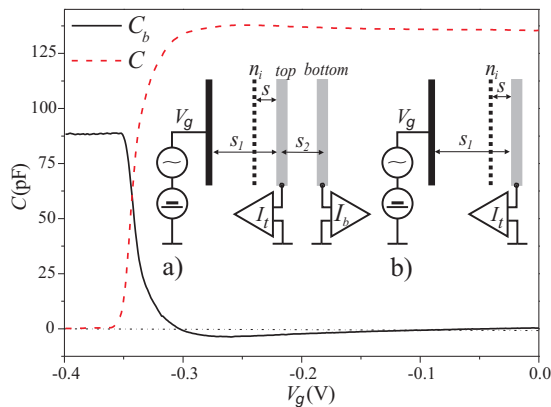 C_b
C
n_i top bottom
s
V_g
s_1
s_2
I_t
I_b
a)
n_i
s
V_g
s_1
I_t
b)
C(pF)
125
100
75
50
25
0
-0.4
-0.3
-0.2
-0.1
0.0
V_g(V)